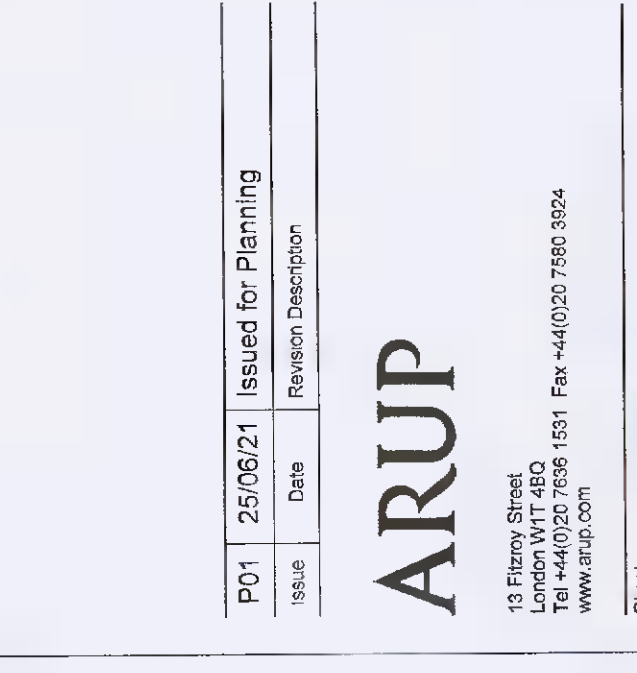 P01 25/06/21 Issued for Planning
Issue Date Revision Description
ARUP
13 Fitzroy Street
London W1T 4BQ
Tel +44(0)20 7636 1531 Fax +44(0)20 7580 3924
www.arup.com